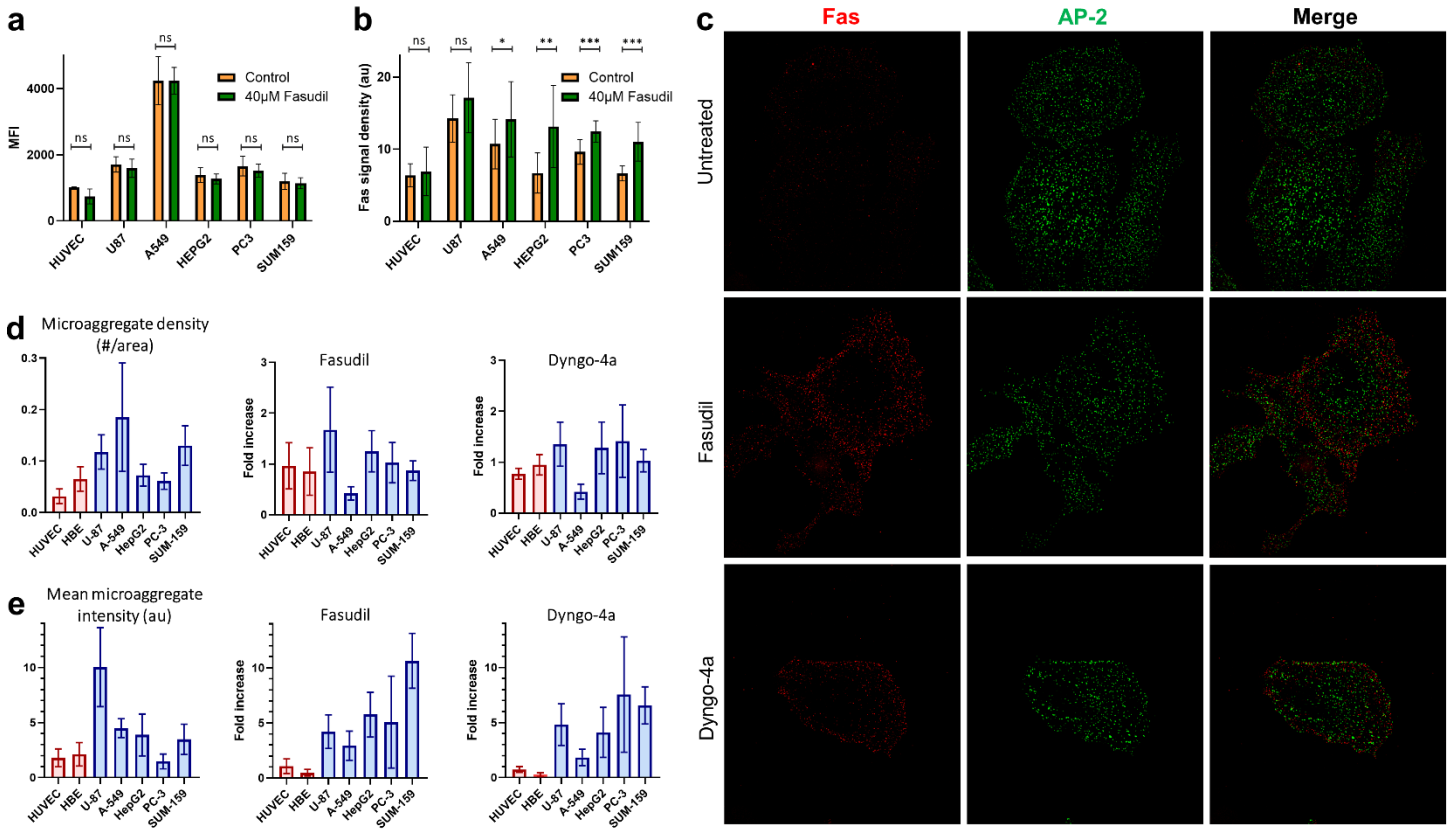 a
ns
ns
ns
ns
ns
ns
Control
40µM Fasudil
MFI
4000
2000
0
HUVEC
U87
A549
HEPG2
PC3
SUM159
b
ns
ns
*
**
***
***
Control
40µM Fasudil
Fas signal density (au)
20
10
0
HUVEC
U87
A549
HEPG2
PC3
SUM159
c
Fas
AP-2
Merge
Untreated
Fasudil
Dyngo-4a
d
Microaggregate density
(#/area)
0.3
0.2
0.1
0.0
HUVEC
HBE
U-87
A-549
HepG2
PC-3
SUM-159
Fasudil
Fold increase
3
2
1
0
HUVEC
HBE
U-87
A-549
HepG2
PC-3
SUM-159
Dyngo-4a
Fold increase
3
2
1
0
HUVEC
HBE
U-87
A-549
HepG2
PC-3
SUM-159
e
Mean microaggregate
intensity (au)
10
5
0
HUVEC
HBE
U-87
A-549
HepG2
PC-3
SUM-159
Fasudil
Fold increase
10
5
0
HUVEC
HBE
U-87
A-549
HepG2
PC-3
SUM-159
Dyngo-4a
Fold increase
10
5
0
HUVEC
HBE
U-87
A-549
HepG2
PC-3
SUM-159